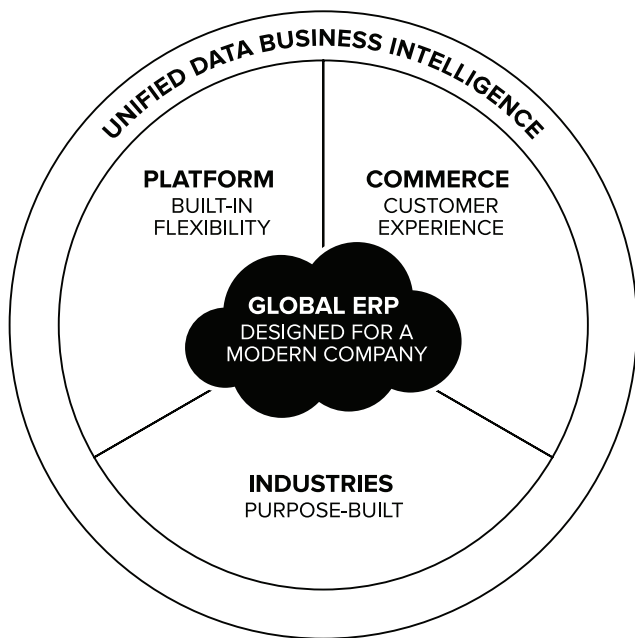 UNIFIED DATA BUSINESS INTELLIGENCE
PLATFORM
BUILT-IN
FLEXIBILITY
COMMERCE
CUSTOMER
EXPERIENCE
GLOBAL ERP
DESIGNED FOR A
MODERN COMPANY
INDUSTRIES
PURPOSE-BUILT